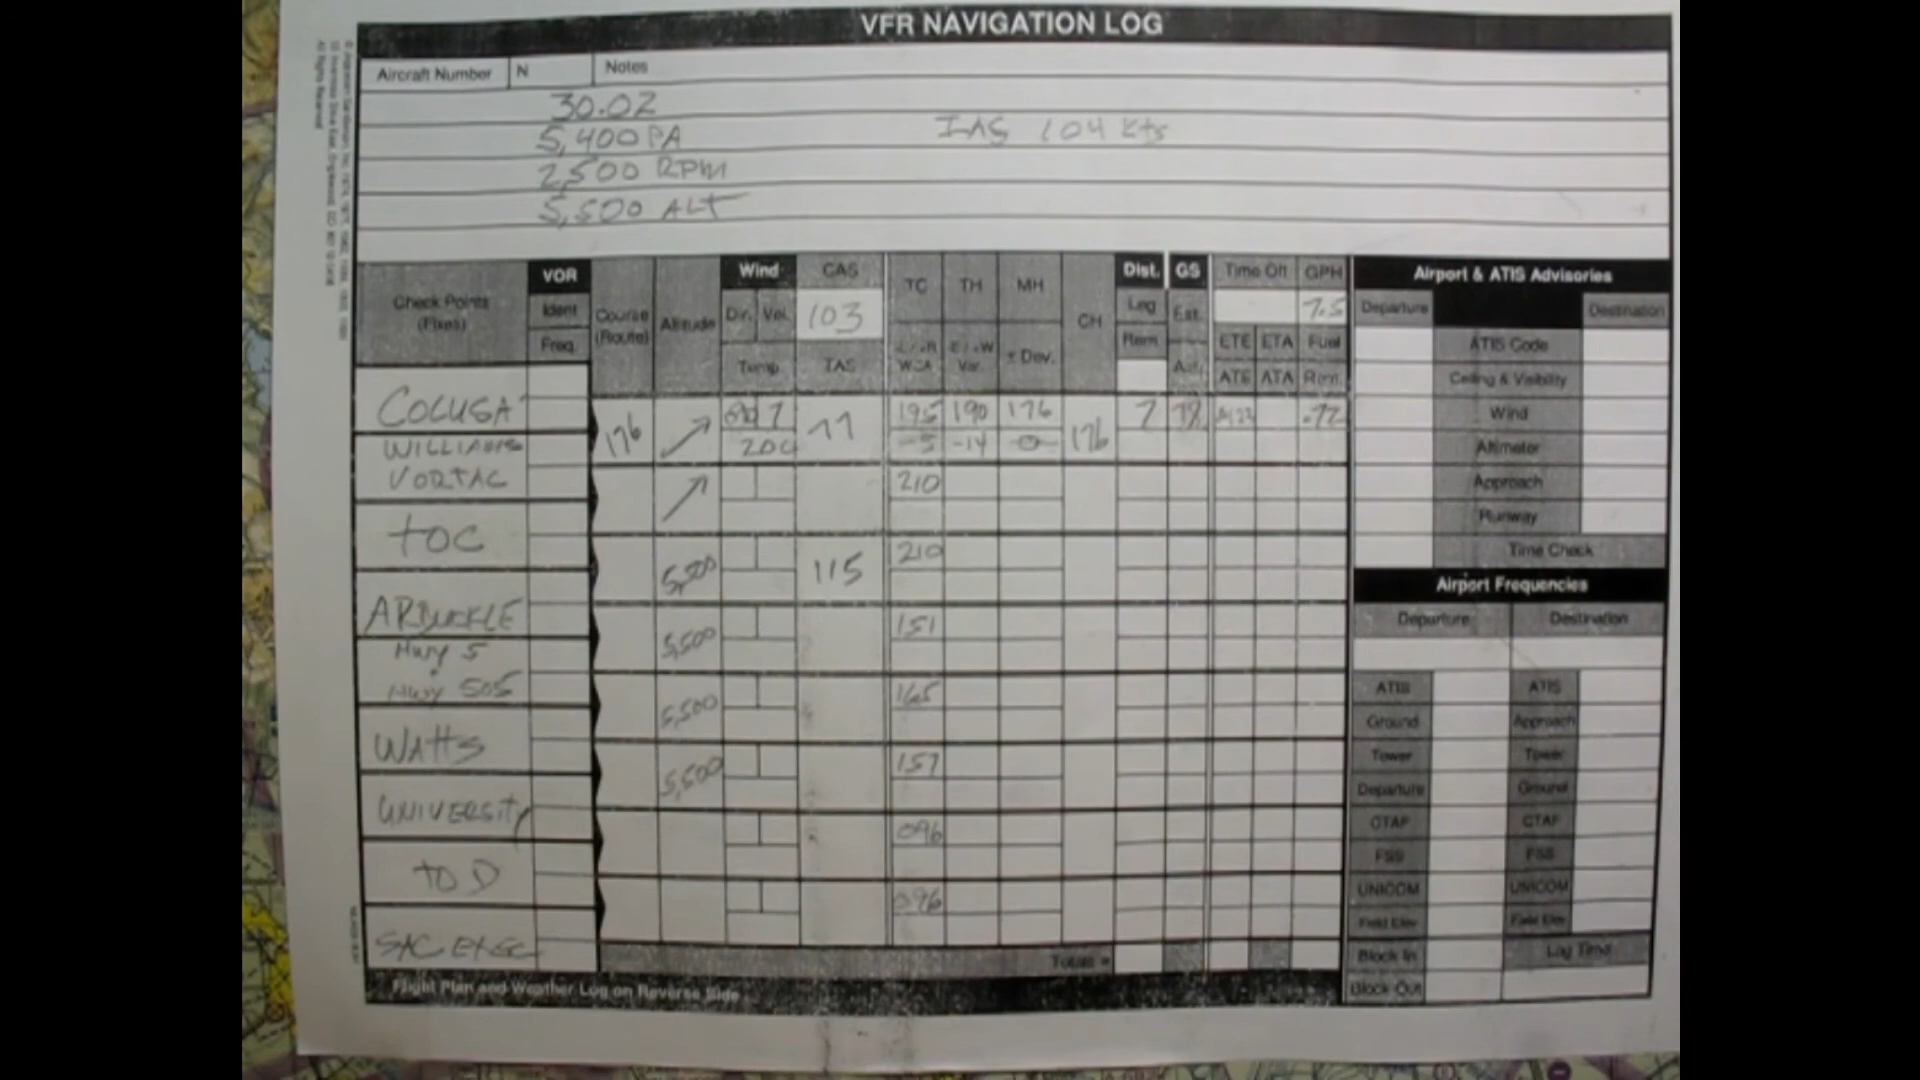 VFR NAVIGATION LOG
Aircraft Number N Notes
30.02
5,400 PA IAS 104 Kts
2,500 RPM
5,500 ALT
Check Points (Fixes) VOR Ident Freq. Course (Route) Altitude Wind Dir. Vel. Temp CAS 103 TAS TC TH MH CH Dist. Leg Rem. GS Est. Time Off GPH 7.5
L/+R WCA E/+W Var. ± Dev. ETE ETA Fuel
ATE ATA Rem.
COLUSA
176 7 20C 77 195 190 176 7 .72
-5 -14 -0- 176
WILLIAMS
VORTAC
210
TOC
5,500 115 210
ARBUCKLE
5,500 151
Hwy 5
Hwy 505
5,500 165
WATTS
5,500 157
UNIVERSITY
096
TOD
096
SAC EXEC
Totals =
Flight Plan and Weather Log on Reverse Side
Airport & ATIS Advisories
Departure Destination
ATIS Code
Ceiling & Visibility
Wind
Altimeter
Approach
Runway
Time Check
Airport Frequencies
Departure Destination
ATIS ATIS
Ground Approach
Tower Tower
Departure Ground
CTAF CTAF
FSS FSS
UNICOM UNICOM
Field Elev Field Elev
Block In Log Time
Block Out